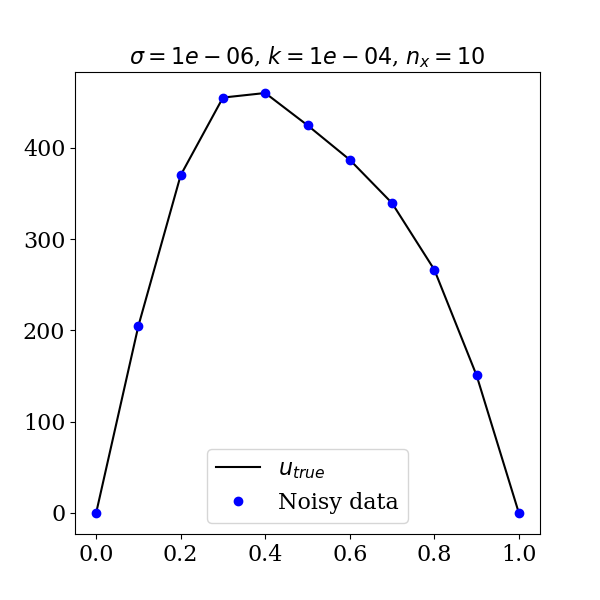 σ = 1e − 06, k = 1e − 04, nₓ = 10
400
300
200
100
0
u_true
Noisy data
0.0 0.2 0.4 0.6 0.8 1.0